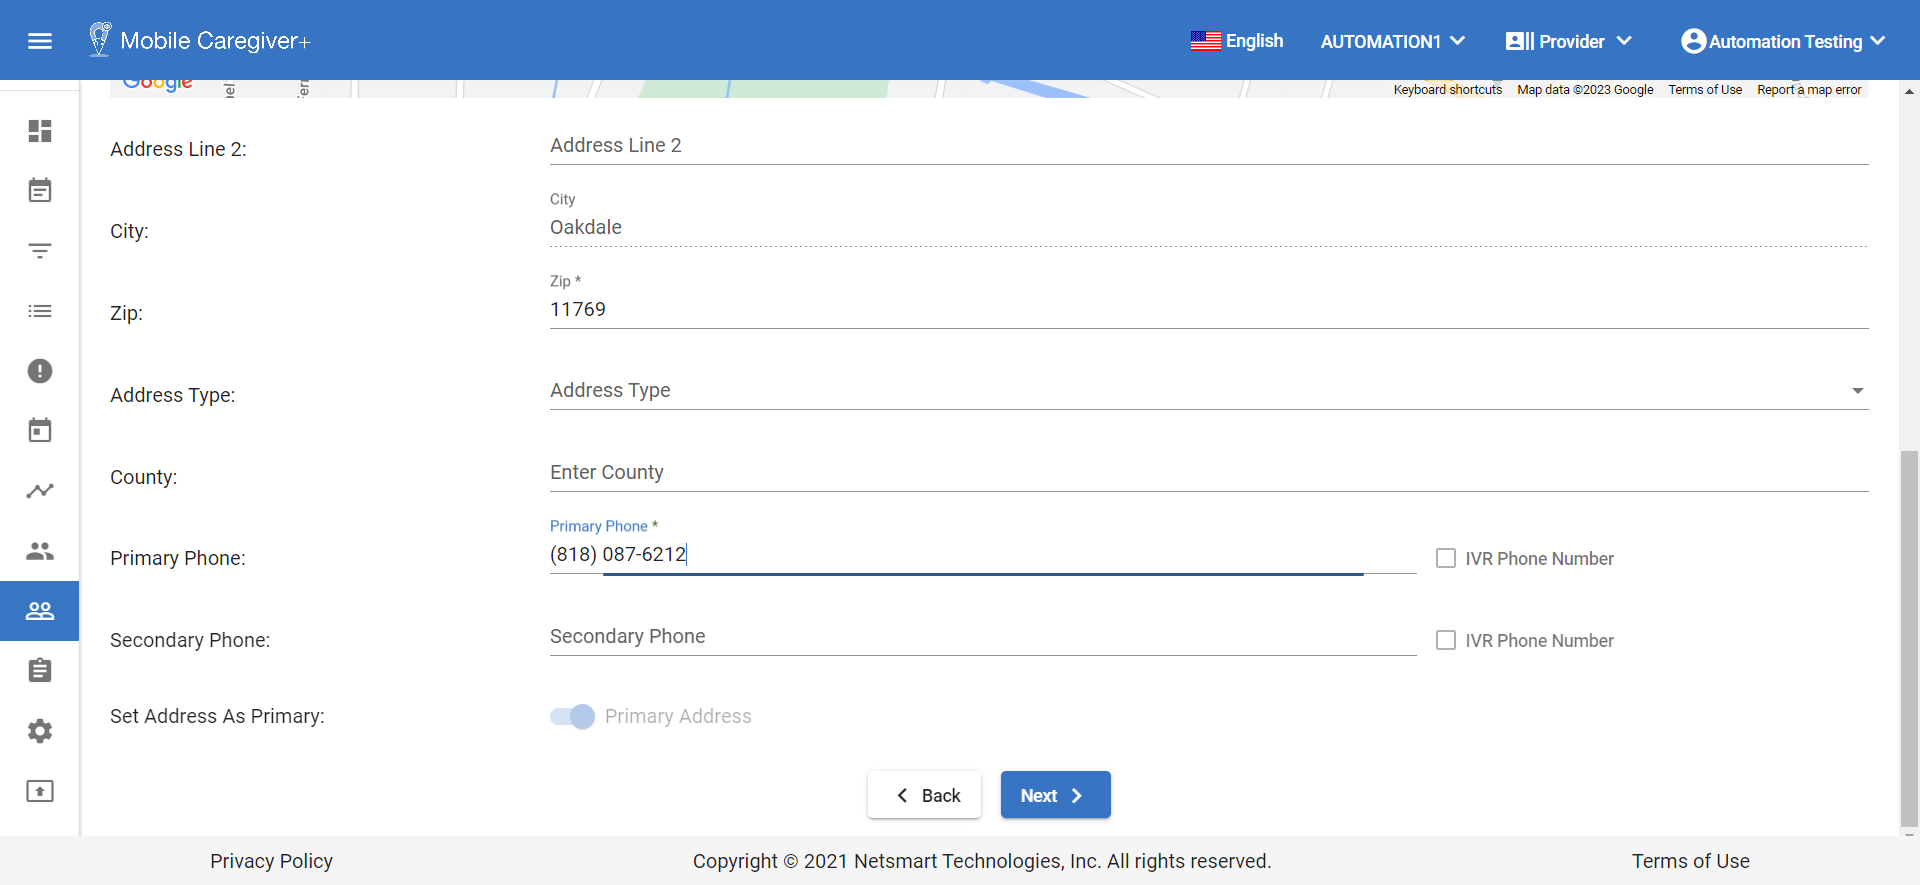 Mobile Caregiver+
English
AUTOMATION1
Provider
Automation Testing
Google
Keyboard shortcuts
Map data ©2023 Google
Terms of Use
Report a map error
Address Line 2:
Address Line 2
City:
City
Oakdale
Zip:
Zip *
11769
Address Type:
Address Type
County:
Enter County
Primary Phone:
Primary Phone *
(818) 087-6212
IVR Phone Number
Secondary Phone:
Secondary Phone
IVR Phone Number
Set Address As Primary:
Primary Address
Back
Next
Privacy Policy
Copyright © 2021 Netsmart Technologies, Inc. All rights reserved.
Terms of Use